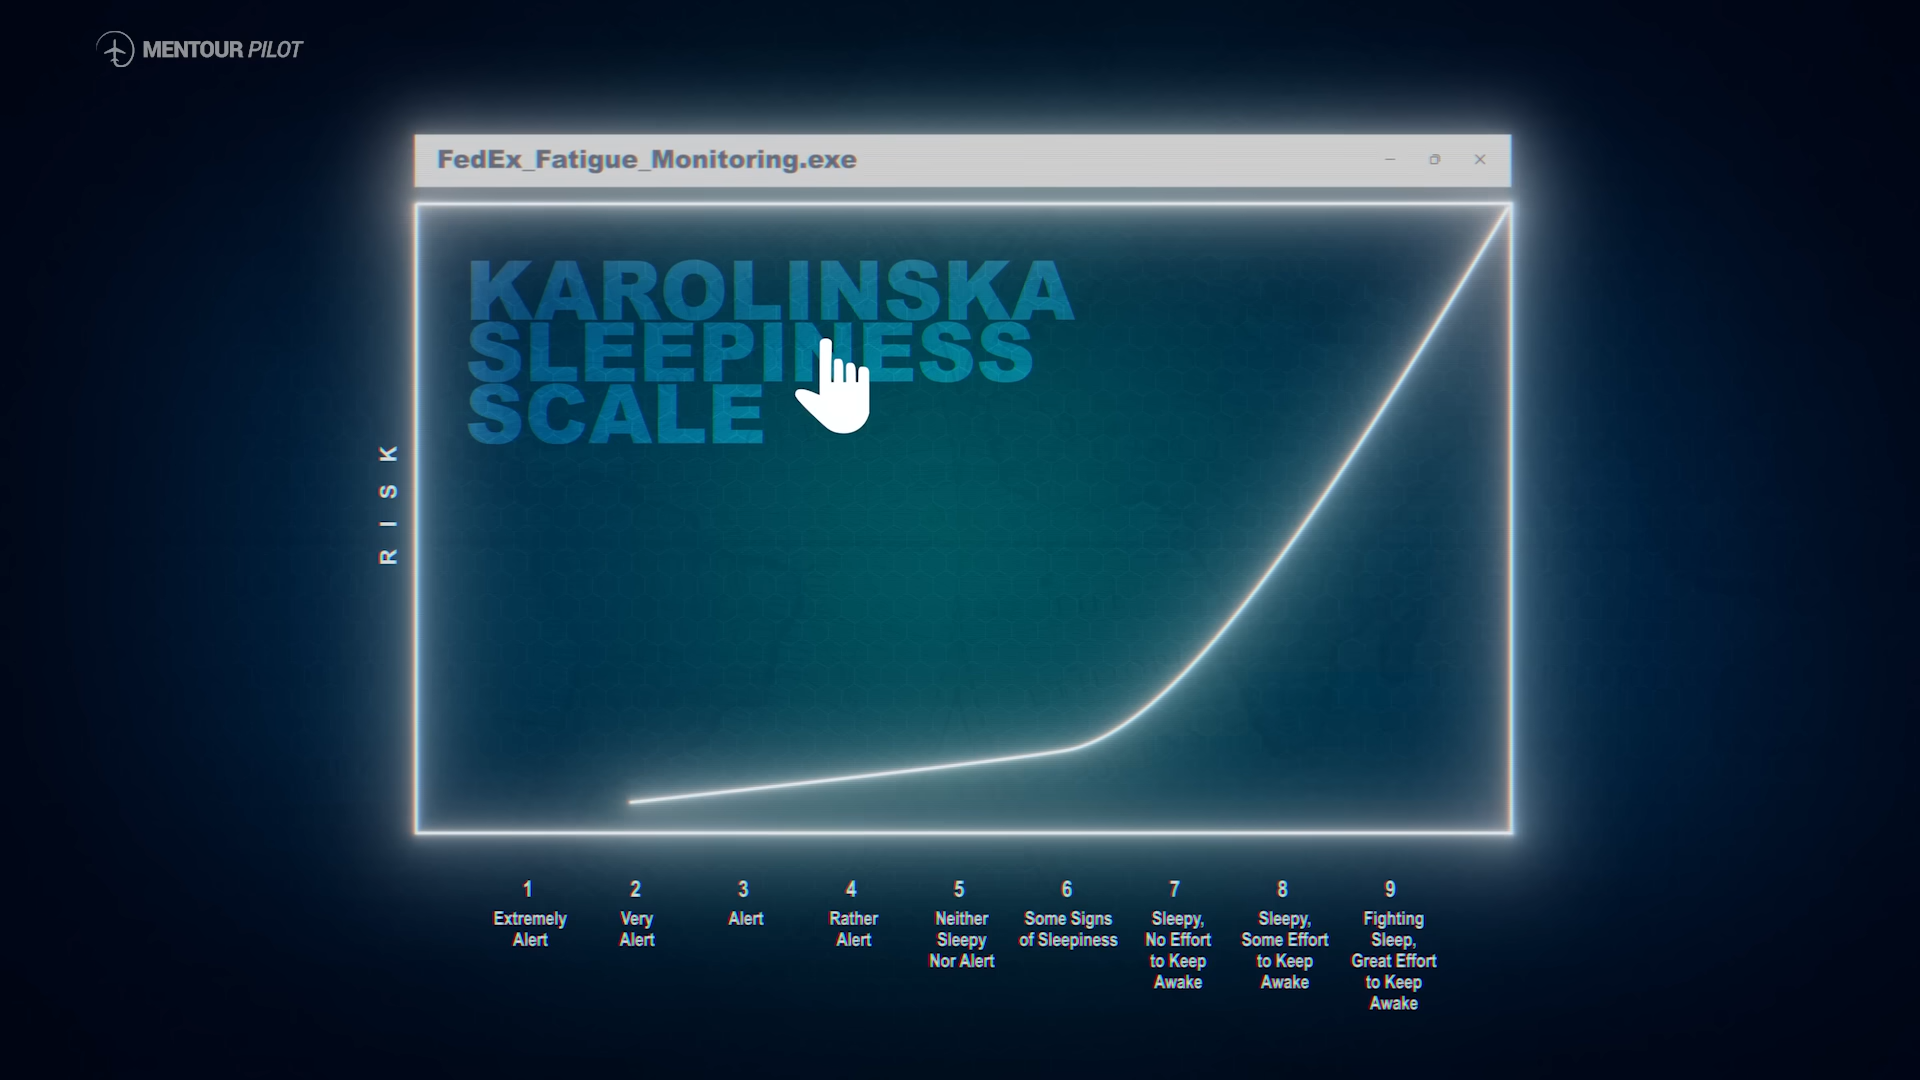 MENTOUR PILOT
FedEx_Fatigue_Monitoring.exe
KAROLINSKA
SLEEPINESS
SCALE
RISK
1
Extremely
Alert
2
Very
Alert
3
Alert
4
Rather
Alert
5
Neither
Sleepy
Nor Alert
6
Some Signs
of Sleepiness
7
Sleepy,
No Effort
to Keep
Awake
8
Sleepy,
Some Effort
to Keep
Awake
9
Fighting
Sleep,
Great Effort
to Keep
Awake